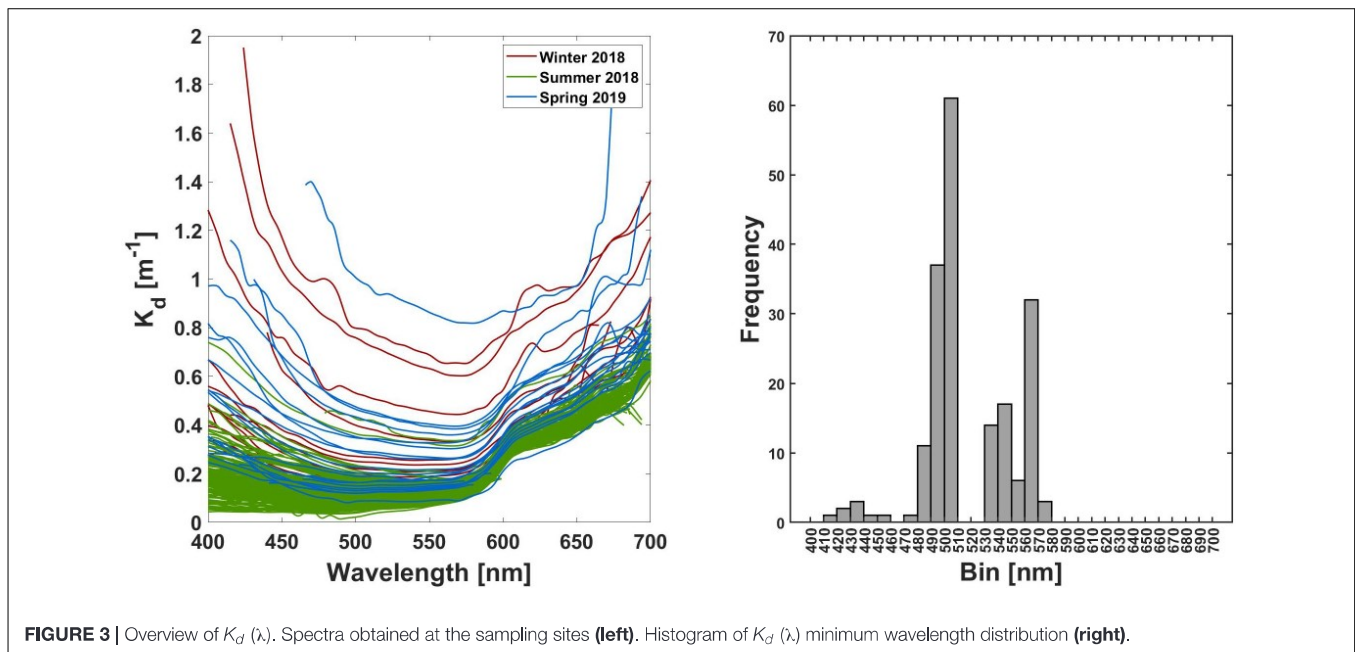 2
1.8
1.6
1.4
1.2
1
0.8
0.6
0.4
0.2
0
K_d [m^-1]
400 450 500 550 600 650 700
Wavelength [nm]
Winter 2018
Summer 2018
Spring 2019
70
60
50
40
30
20
10
0
Frequency
400 410 420 430 440 450 460 470 480 490 500 510 520 530 540 550 560 570 580 590 600 610 620 630 640 650 660 670 680 690 700
Bin [nm]
FIGURE 3 | Overview of K_d (λ). Spectra obtained at the sampling sites (left). Histogram of K_d (λ) minimum wavelength distribution (right).